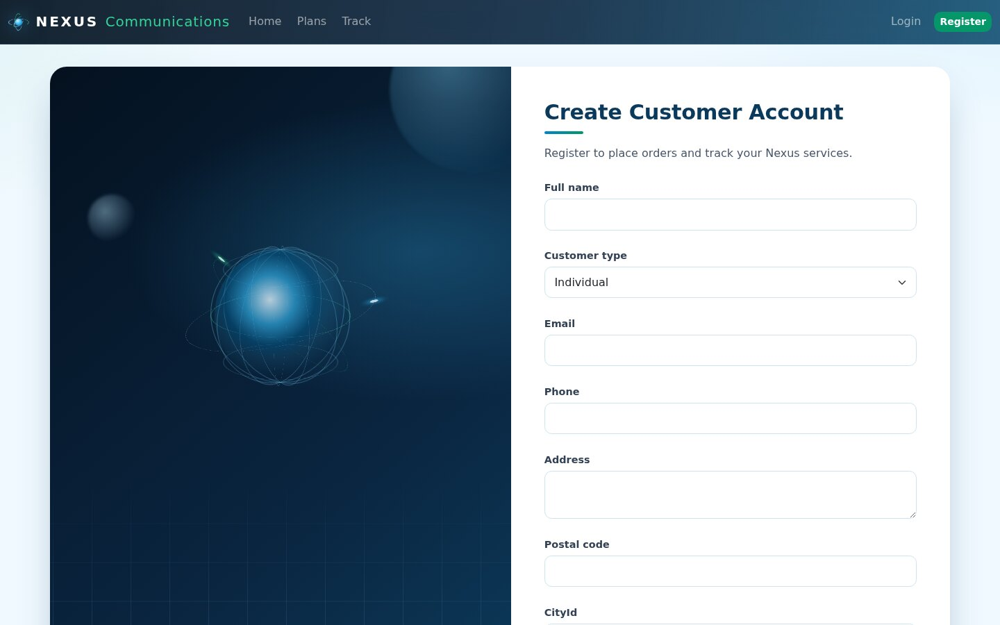 NEXUS Communications Home Plans Track Login Register
Create Customer Account
Register to place orders and track your Nexus services.
Full name
Customer type
Individual
Email
Phone
Address
Postal code
CityId